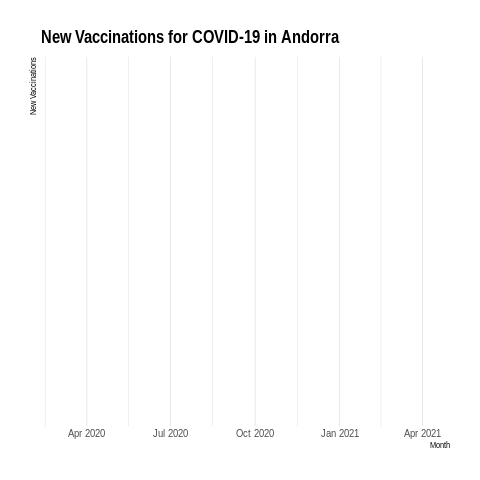 New Vaccinations for COVID-19 in Andorra
New Vaccinations
Apr 2020 Jul 2020 Oct 2020 Jan 2021 Apr 2021
Month